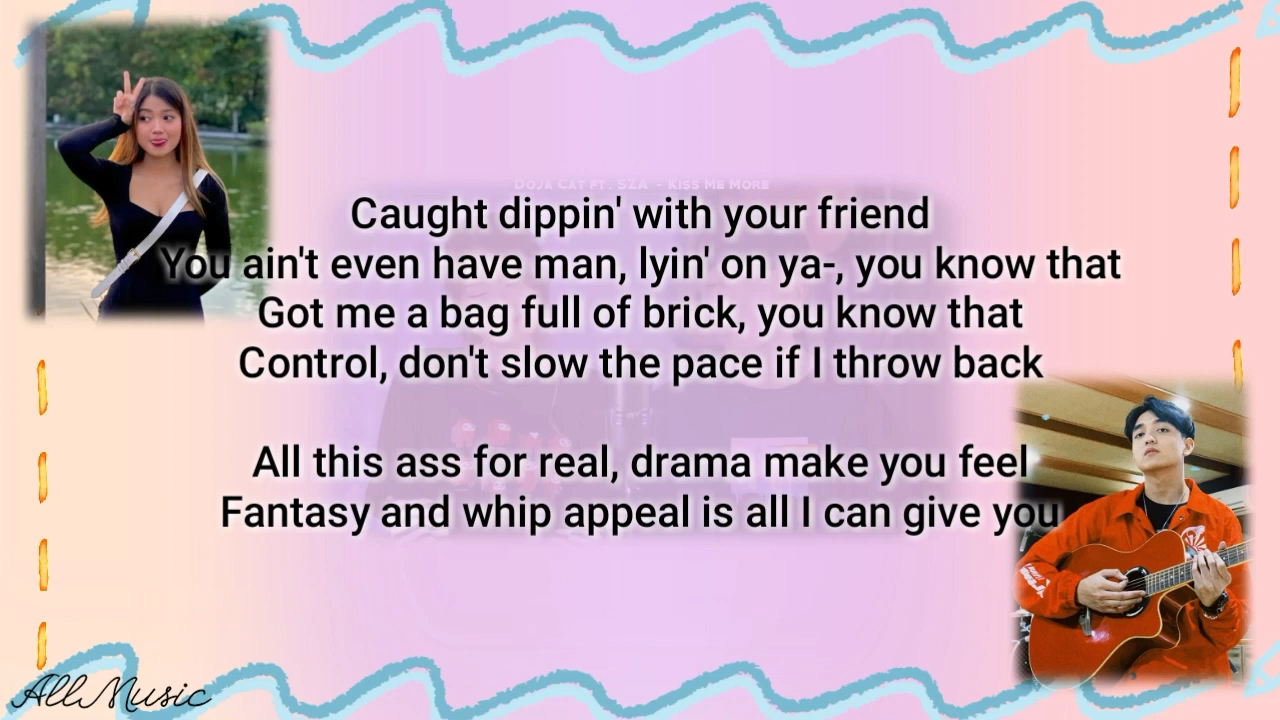 DOJA CAT FT. SZA - KISS ME MORE
Caught dippin' with your friend
You ain't even have man, lyin' on ya-, you know that
Got me a bag full of brick, you know that
Control, don't slow the pace if I throw back
All this ass for real, drama make you feel
Fantasy and whip appeal is all I can give you
All Music